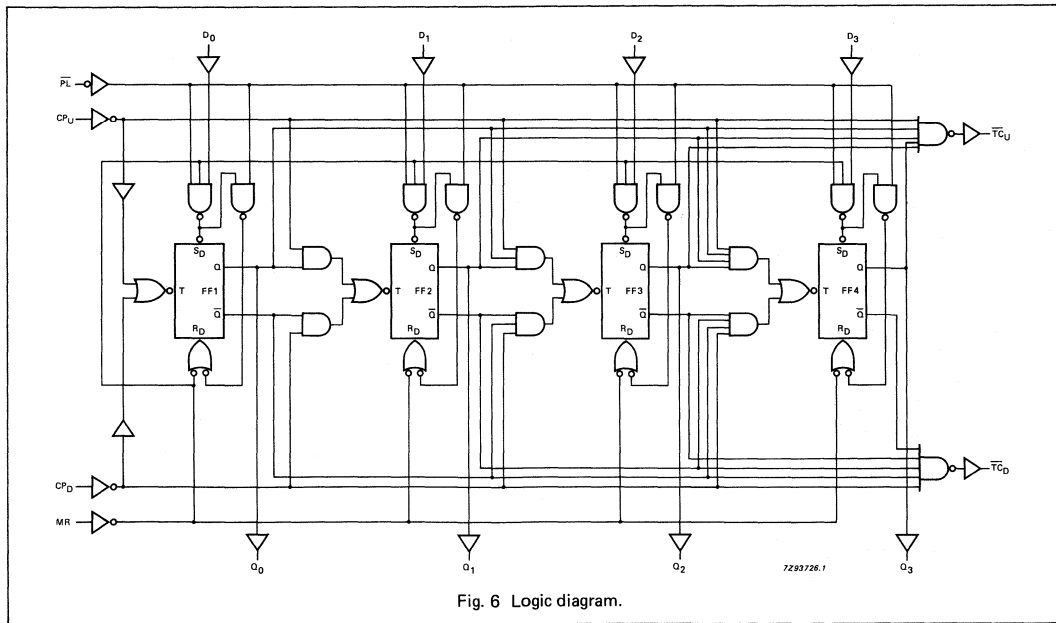 D0 D1 D2 D3
PL
CPU
TCU
SD SD SD SD
Q Q Q Q
T FF1 T FF2 T FF3 T FF4
Q Q Q Q
RD RD RD RD
CPD
TCD
MR
Q0 Q1 Q2 Q3
7Z93726.1
Fig. 6 Logic diagram.